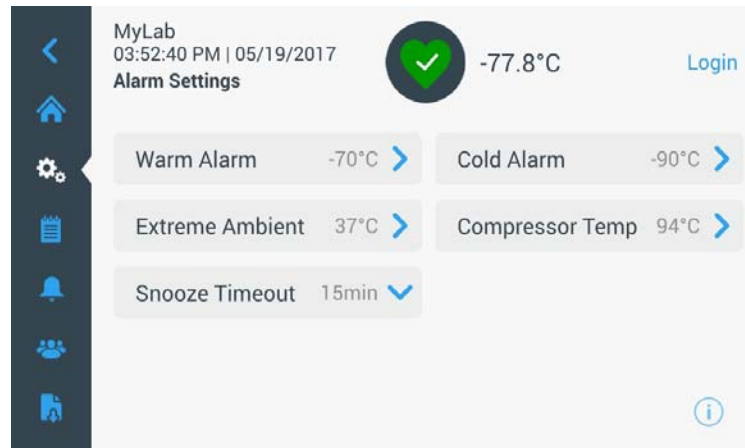 MyLab
03:52:40 PM | 05/19/2017
Alarm Settings
-77.8°C
Login
Warm Alarm -70°C
Cold Alarm -90°C
Extreme Ambient 37°C
Compressor Temp 94°C
Snooze Timeout 15min
i